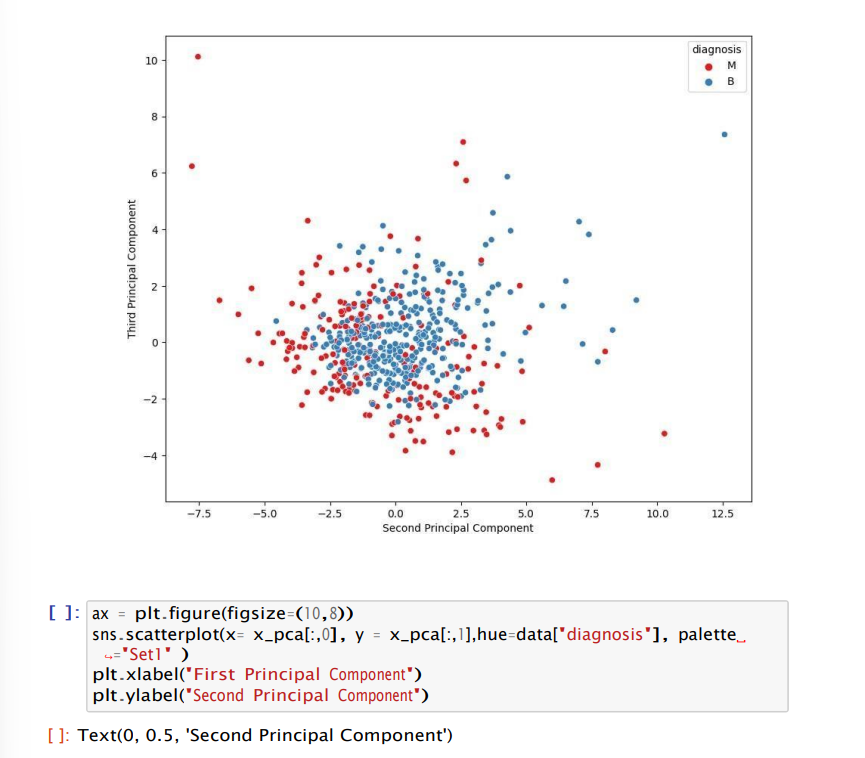 diagnosis
M
B
10
8
6
4
2
0
−2
−4
Third Principal Component
−7.5 −5.0 −2.5 0.0 2.5 5.0 7.5 10.0 12.5
Second Principal Component
[ ]: ax = plt.figure(figsize=(10,8))
sns.scatterplot(x= x_pca[:,0], y = x_pca[:,1],hue=data["diagnosis"], palette␣
↪="Set1" )
plt.xlabel("First Principal Component")
plt.ylabel("Second Principal Component")
[ ]: Text(0, 0.5, 'Second Principal Component')